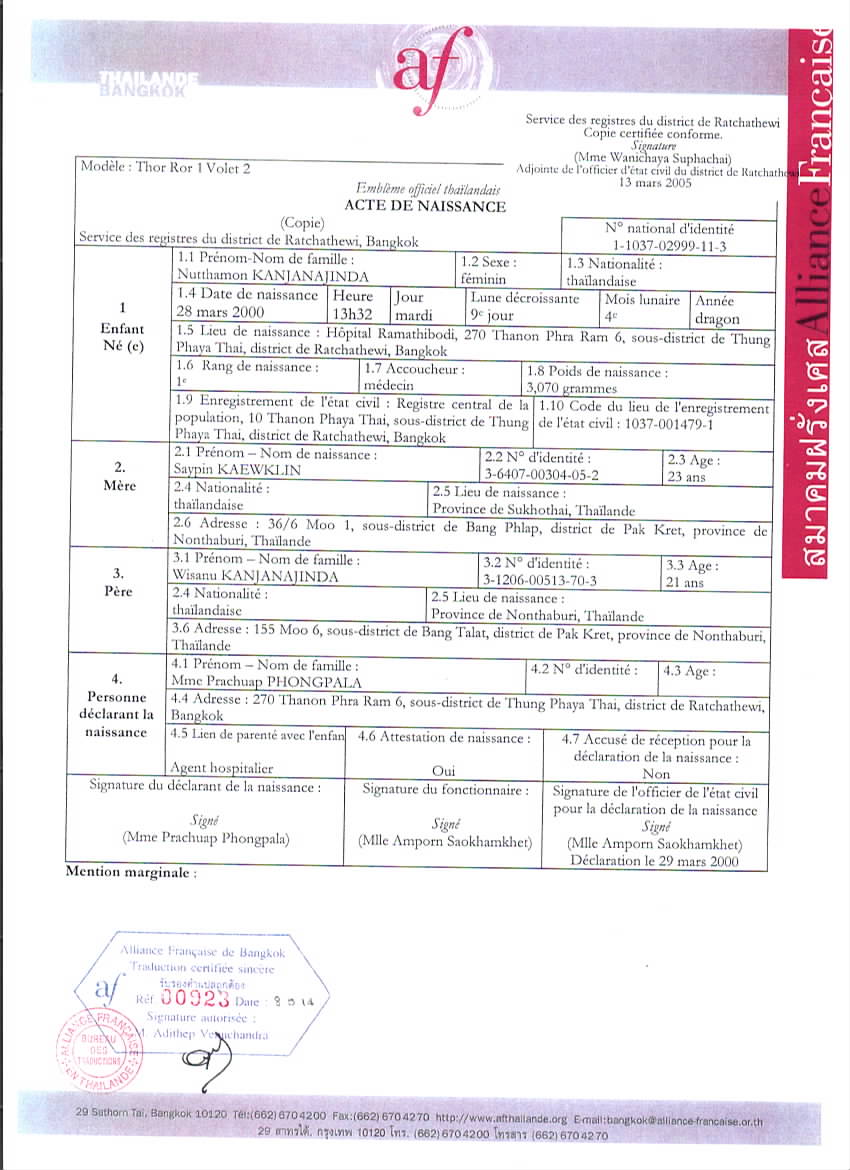 THAILANDE
BANGKOK
af
สมาคมฝรั่งเศส Alliance Française
Service des registres du district de Ratchathewi
Copie certifiée conforme.
Signature
(Mme Wanichaya Suphachai)
Adjointe de l'officier d'état civil du district de Ratchathewi
13 mars 2005
Modèle : Thor Ror 1 Volet 2
Emblème officiel thaïlandais
ACTE DE NAISSANCE
(Copie)
Service des registres du district de Ratchathewi, Bangkok
N° national d'identité
1-1037-02999-11-3
1
Enfant
Né (e)
1.1 Prénom-Nom de famille :
Nutthamon KANJANAJINDA
1.2 Sexe :
féminin
1.3 Nationalité :
thaïlandaise
1.4 Date de naissance
28 mars 2000
Heure
13h32
Jour
mardi
Lune décroissante
9e jour
Mois lunaire
4e
Année
dragon
1.5 Lieu de naissance : Hôpital Ramathibodi, 270 Thanon Phra Ram 6, sous-district de Thung
Phaya Thai, district de Ratchathewi, Bangkok
1.6 Rang de naissance :
1e
1.7 Accoucheur :
médecin
1.8 Poids de naissance :
3,070 grammes
1.9 Enregistrement de l'état civil : Registre central de la
population, 10 Thanon Phaya Thai, sous-district de Thung
Phaya Thai, district de Ratchathewi, Bangkok
1.10 Code du lieu de l'enregistrement
de l'état civil : 1037-001479-1
2.
Mère
2.1 Prénom – Nom de naissance :
Saypin KAEWKLIN
2.2 N° d'identité :
3-6407-00304-05-2
2.3 Age :
23 ans
2.4 Nationalité :
thaïlandaise
2.5 Lieu de naissance :
Province de Sukhothai, Thaïlande
2.6 Adresse : 36/6 Moo 1, sous-district de Bang Phlap, district de Pak Kret, province de
Nonthaburi, Thaïlande
3.
Père
3.1 Prénom – Nom de famille :
Wisanu KANJANAJINDA
3.2 N° d'identité :
3-1206-00513-70-3
3.3 Age :
21 ans
2.4 Nationalité :
thaïlandaise
2.5 Lieu de naissance :
Province de Nonthaburi, Thaïlande
3.6 Adresse : 155 Moo 6, sous-district de Bang Talat, district de Pak Kret, province de Nonthaburi,
Thaïlande
4.
Personne
déclarant la
naissance
4.1 Prénom – Nom de famille :
Mme Prachuap PHONGPALA
4.2 N° d'identité :
4.3 Age :
4.4 Adresse : 270 Thanon Phra Ram 6, sous-district de Thung Phaya Thai, district de Ratchathewi,
Bangkok
4.5 Lien de parenté avec l'enfan
Agent hospitalier
4.6 Attestation de naissance :
Oui
4.7 Accusé de réception pour la
déclaration de la naissance :
Non
Signature du déclarant de la naissance :
Signé
(Mme Prachuap Phongpala)
Signature du fonctionnaire :
Signé
(Mlle Amporn Saokhamkhet)
Signature de l'officier de l'état civil
pour la déclaration de la naissance
Signé
(Mlle Amporn Saokhamkhet)
Déclaration le 29 mars 2000
Mention marginale :
Alliance Française de Bangkok
Traduction certifiée sincère
รับรองคำแปลถูกต้อง
af
Réf 00923 Date :
Signature autorisée :
M. Adithep
ALLIANCE FRANÇAISE
BUREAU
DES
TRADUCTIONS
EN THAILANDE
29 Sathorn Tai, Bangkok 10120 Tél:(662) 670 4200 Fax:(662) 670 4270 http://www.afthailande.org E-mail:bangkok@alliance-francaise.or.th
29 สาทรใต้, กรุงเทพ 10120 โทร. (662) 670 4200 โทรสาร (662) 670 4270